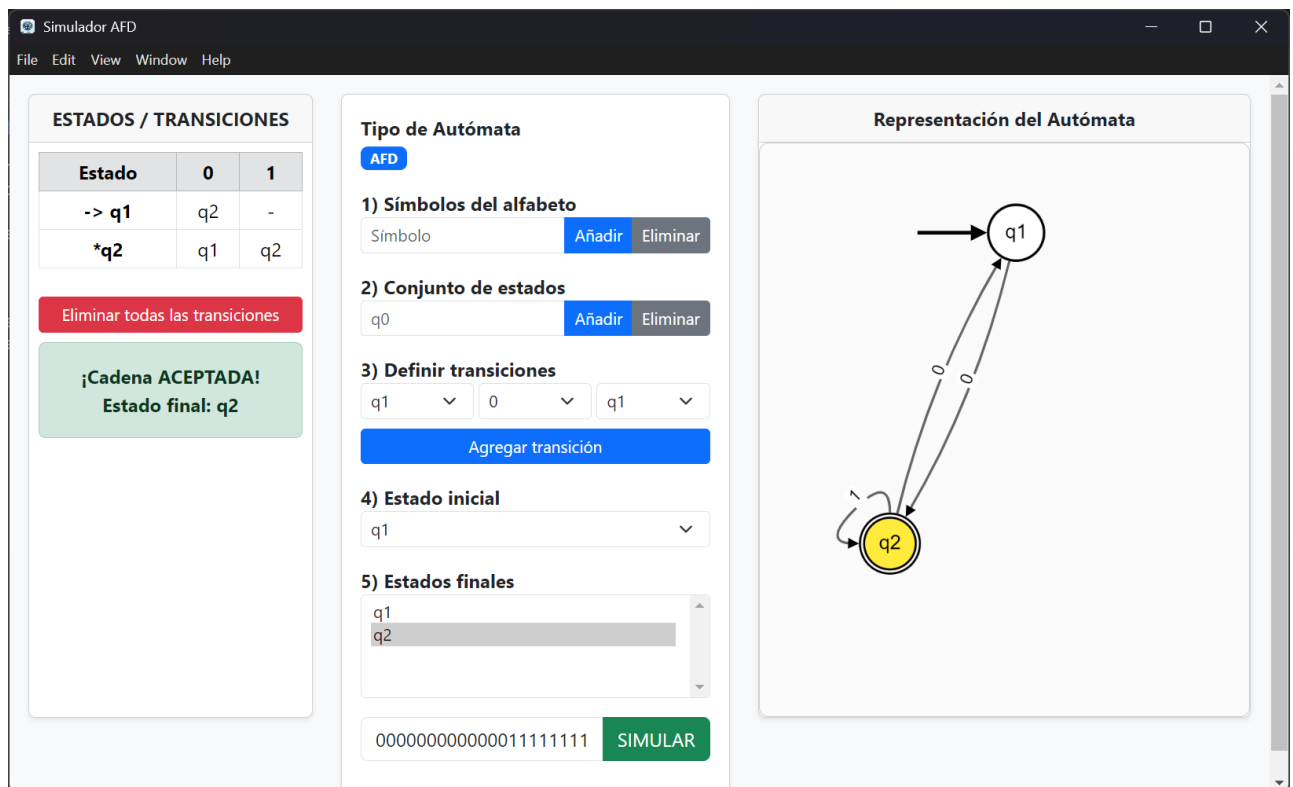 Simulador AFD
File Edit View Window Help
ESTADOS / TRANSICIONES
Estado 0 1
-> q1 q2 -
*q2 q1 q2
Eliminar todas las transiciones
¡Cadena ACEPTADA!
Estado final: q2
Tipo de Autómata
AFD
1) Símbolos del alfabeto
Símbolo Añadir Eliminar
2) Conjunto de estados
q0 Añadir Eliminar
3) Definir transiciones
q1 0 q1
Agregar transición
4) Estado inicial
q1
5) Estados finales
q1
q2
000000000000011111111 SIMULAR
Representación del Autómata
q1
0
0
1
q2